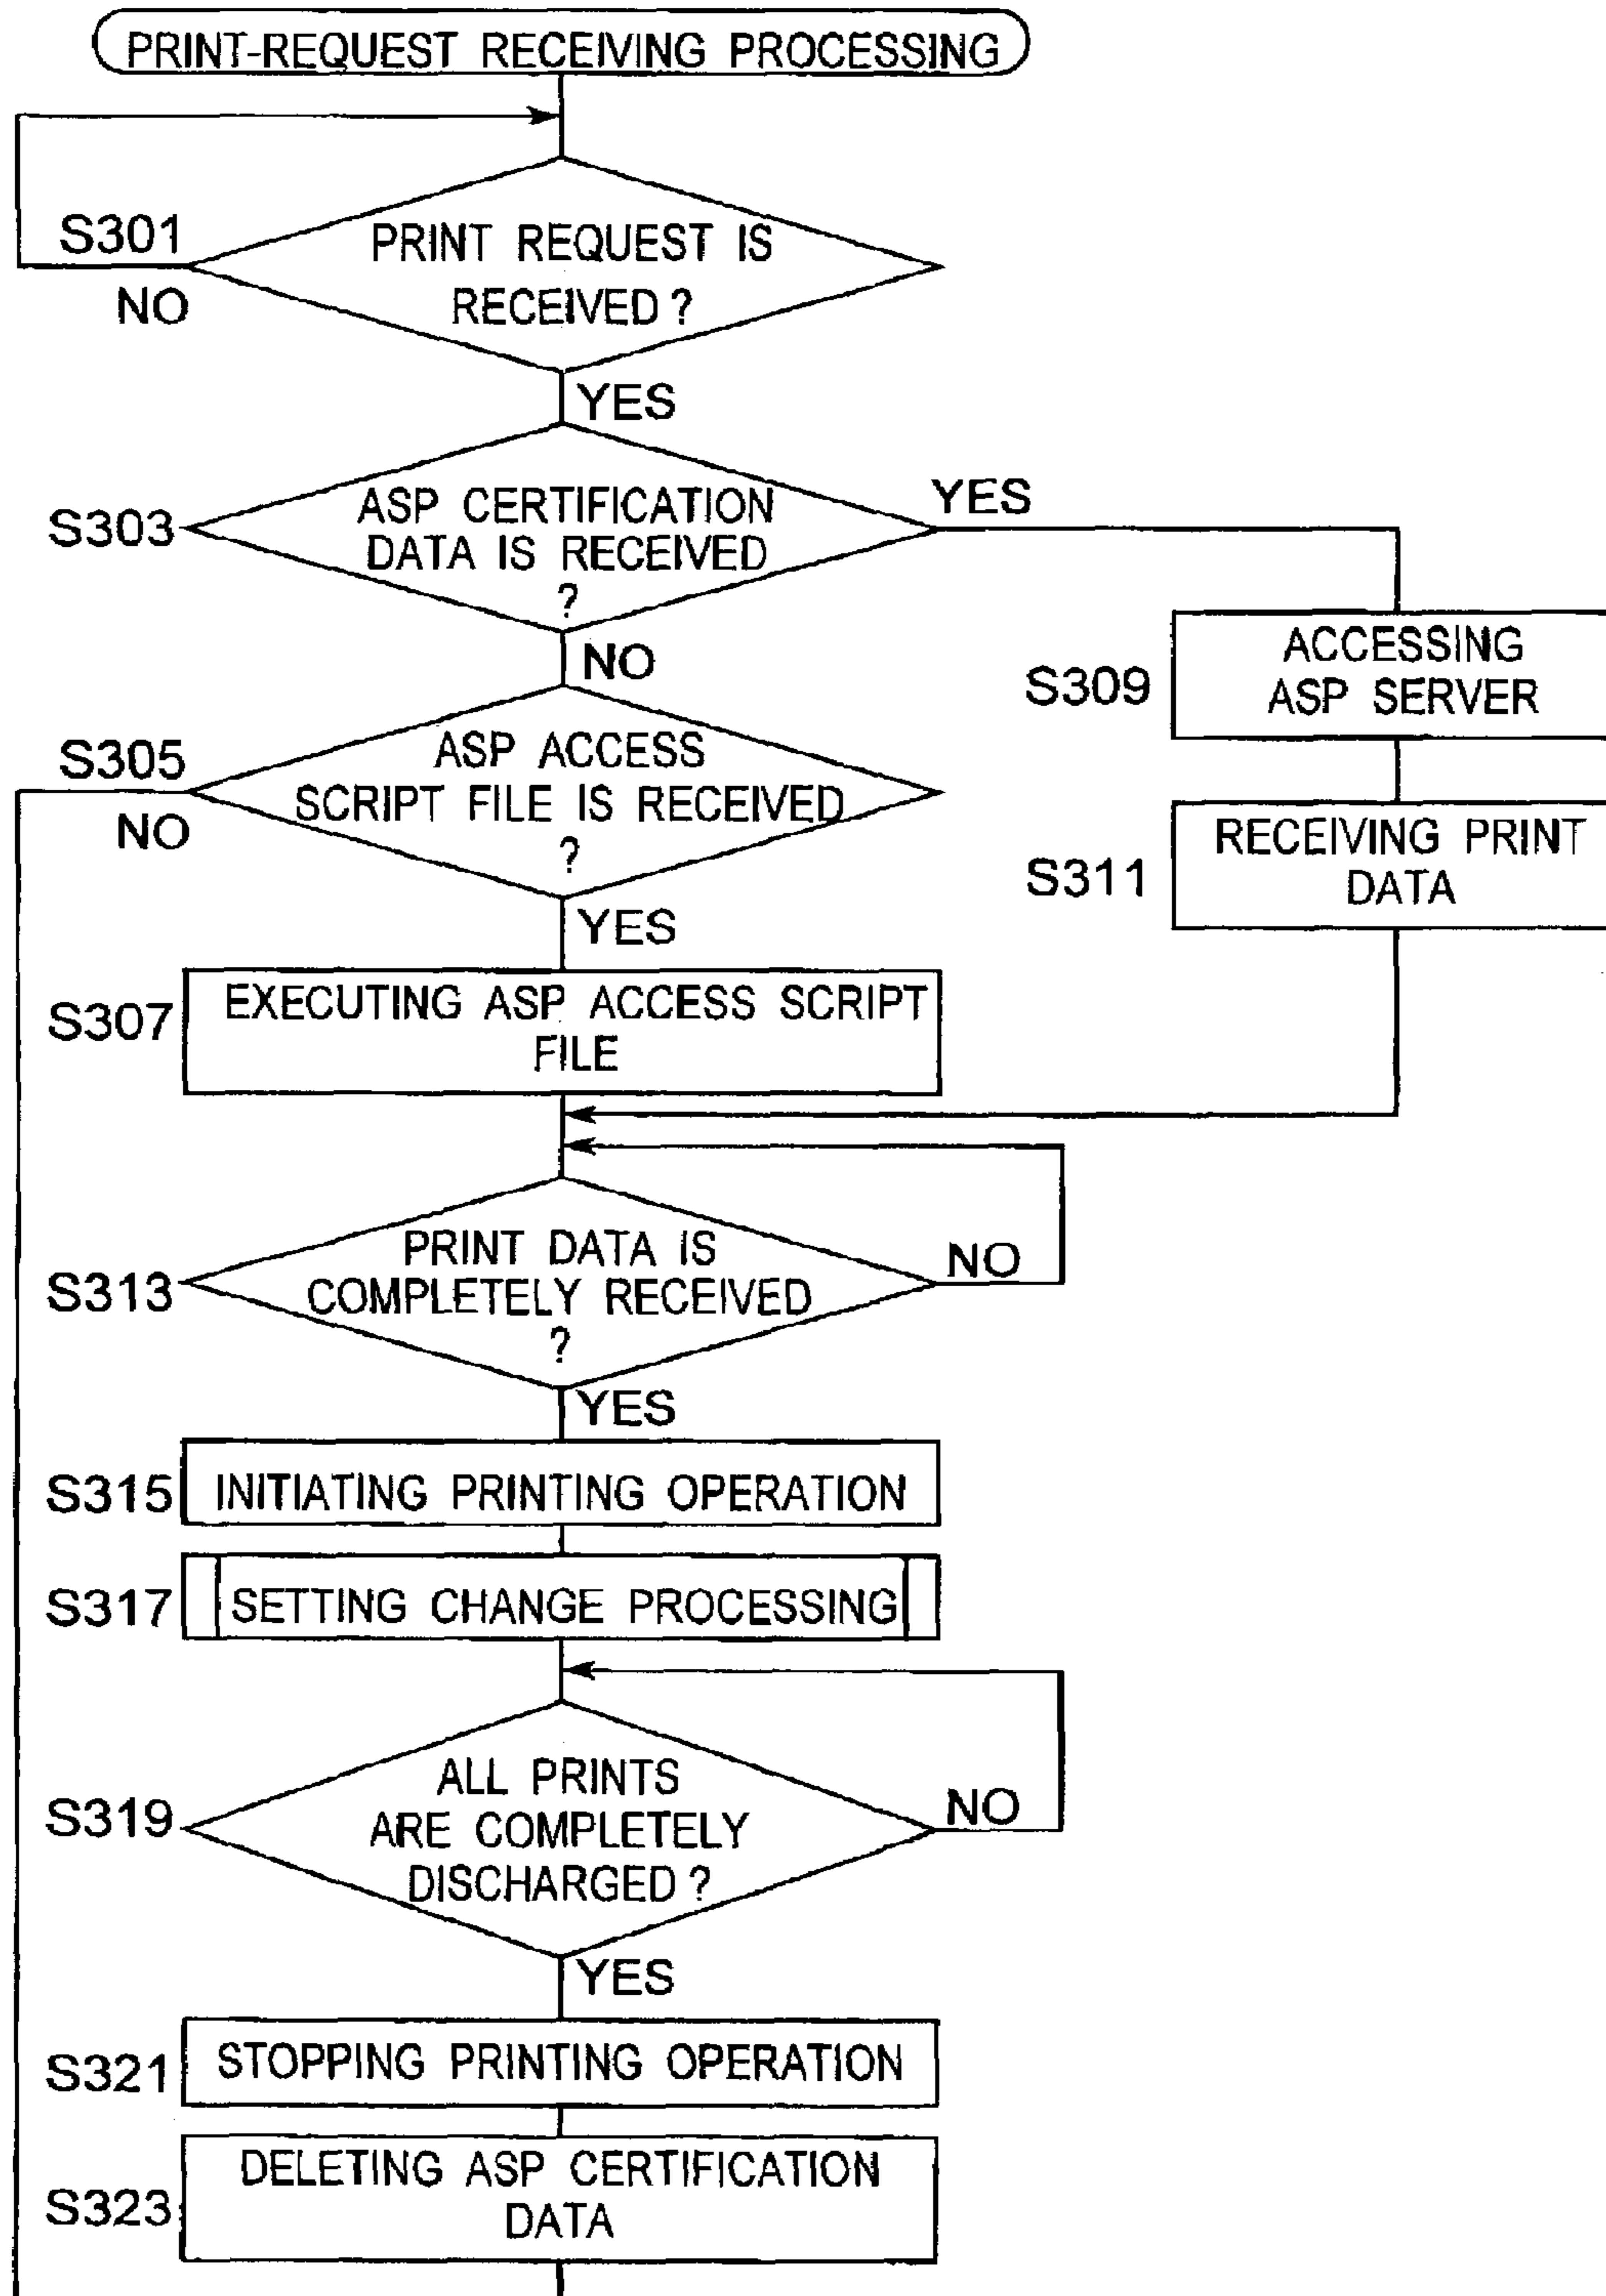 PRINT-REQUEST RECEIVING PROCESSING
S301
PRINT REQUEST IS
RECEIVED ?
NO
YES
S303
ASP CERTIFICATION
DATA IS RECEIVED
?
YES
NO
S309
ACCESSING
ASP SERVER
S305
ASP ACCESS
SCRIPT FILE IS RECEIVED
?
NO
YES
S311
RECEIVING PRINT
DATA
S307
EXECUTING ASP ACCESS SCRIPT
FILE
S313
PRINT DATA IS
COMPLETELY RECEIVED
?
NO
YES
S315
INITIATING PRINTING OPERATION
S317
SETTING CHANGE PROCESSING
S319
ALL PRINTS
ARE COMPLETELY
DISCHARGED ?
NO
YES
S321
STOPPING PRINTING OPERATION
S323
DELETING ASP CERTIFICATION
DATA